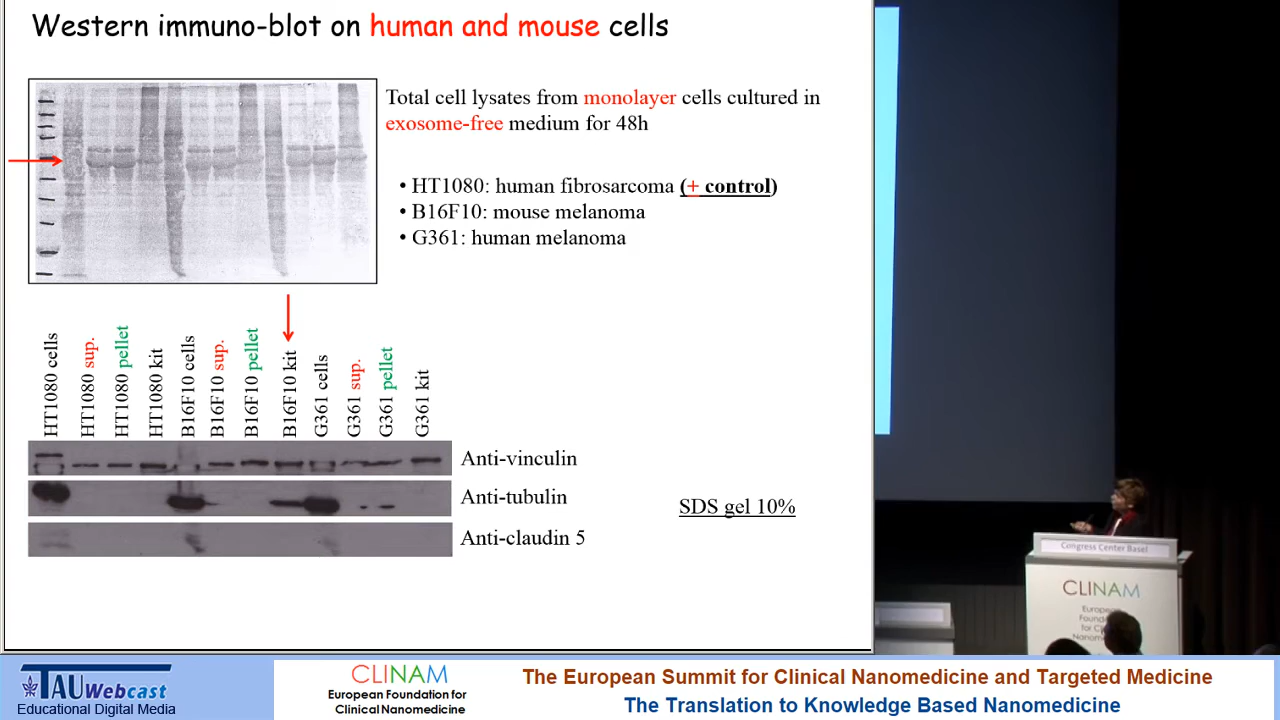 Western immuno-blot on human and mouse cells
Total cell lysates from monolayer cells cultured in
exosome-free medium for 48h
• HT1080: human fibrosarcoma (+ control)
• B16F10: mouse melanoma
• G361: human melanoma
HT1080 cells
HT1080 sup.
HT1080 pellet
HT1080 kit
B16F10 cells
B16F10 sup.
B16F10 pellet
B16F10 kit
G361 cells
G361 sup.
G361 pellet
G361 kit
Anti-vinculin
Anti-tubulin
Anti-claudin 5
SDS gel 10%
Congress Center Basel
CLINAM
European
TAU Webcast
Educational Digital Media
CLINAM
European Foundation for
Clinical Nanomedicine
The European Summit for Clinical Nanomedicine and Targeted Medicine
The Translation to Knowledge Based Nanomedicine